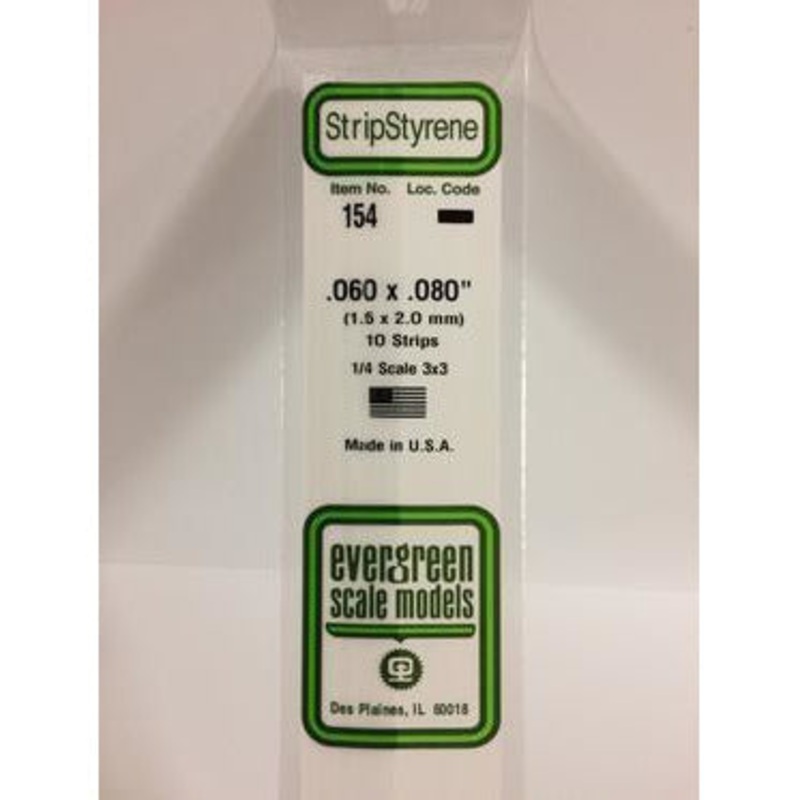 StripStyrene
Item No. Loc. Code
154
.060 x .080"
(1.5 x 2.0 mm)
10 Strips
1/4 Scale 3x3
Made in U.S.A.
evergreen
scale models
Des Plaines, IL 60018